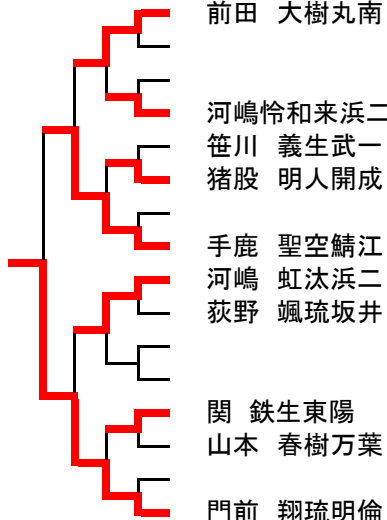 前田 大樹丸南
河嶋怜和来浜二
笹川 義生武一
猪股 明人開成
手鹿 聖空鯖江
河嶋 虹汰浜二
荻野 颯琉坂井
関 鉄生東陽
山本 春樹万葉
門前 翔琉明倫